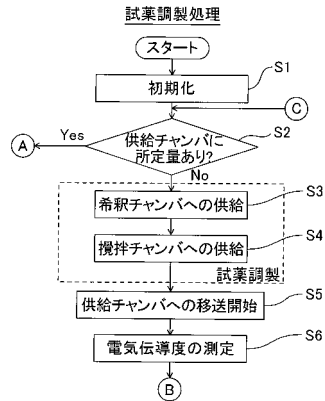 試薬調製処理
スタート
S1
初期化
C
S2
供給チャンバに
所定量あり?
Yes
A
No
S3
希釈チャンバへの供給
S4
攪拌チャンバへの供給
試薬調製
S5
供給チャンバへの移送開始
S6
電気伝導度の測定
B